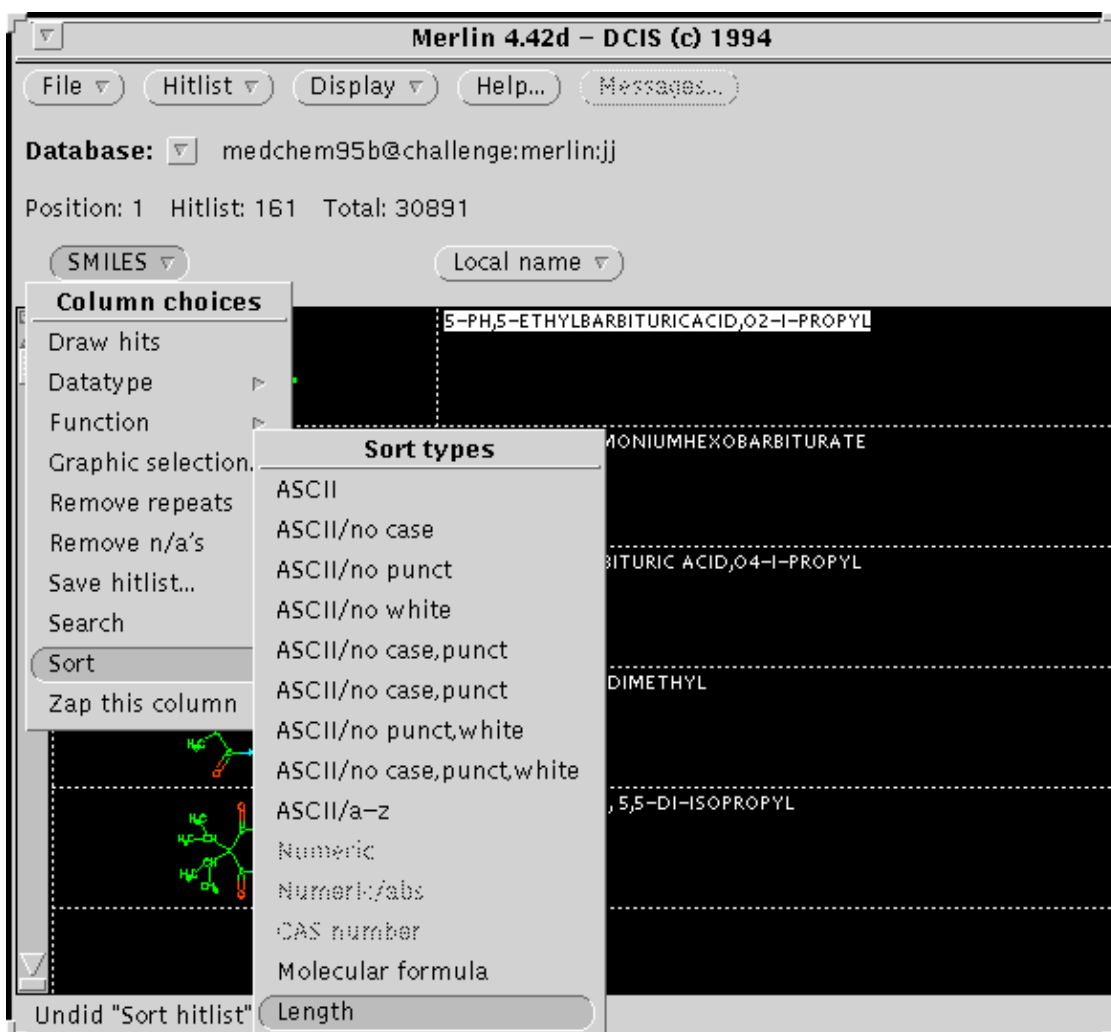 Merlin 4.42d – DCIS (c) 1994
File Hitlist Display Help... Messages...
Database: medchem95b@challenge:merlin:jj
Position: 1 Hitlist: 161 Total: 30891
SMILES Local name
Column choices
Draw hits
Datatype
Function
Graphic selection.
Remove repeats
Remove n/a's
Save hitlist...
Search
Sort
Zap this column
5-PH,5-ETHYLBARBITURICACID,O2-I-PROPYL
MONIUMHEXOBARBITURATE
BITURIC ACID,O4-I-PROPYL
DIMETHYL
, 5,5-DI-ISOPROPYL
Sort types
ASCII
ASCII/no case
ASCII/no punct
ASCII/no white
ASCII/no case,punct
ASCII/no case,punct
ASCII/no punct,white
ASCII/no case,punct,white
ASCII/a-z
Numeric
Numeric/abs
CAS number
Molecular formula
Length
Undid "Sort hitlist"